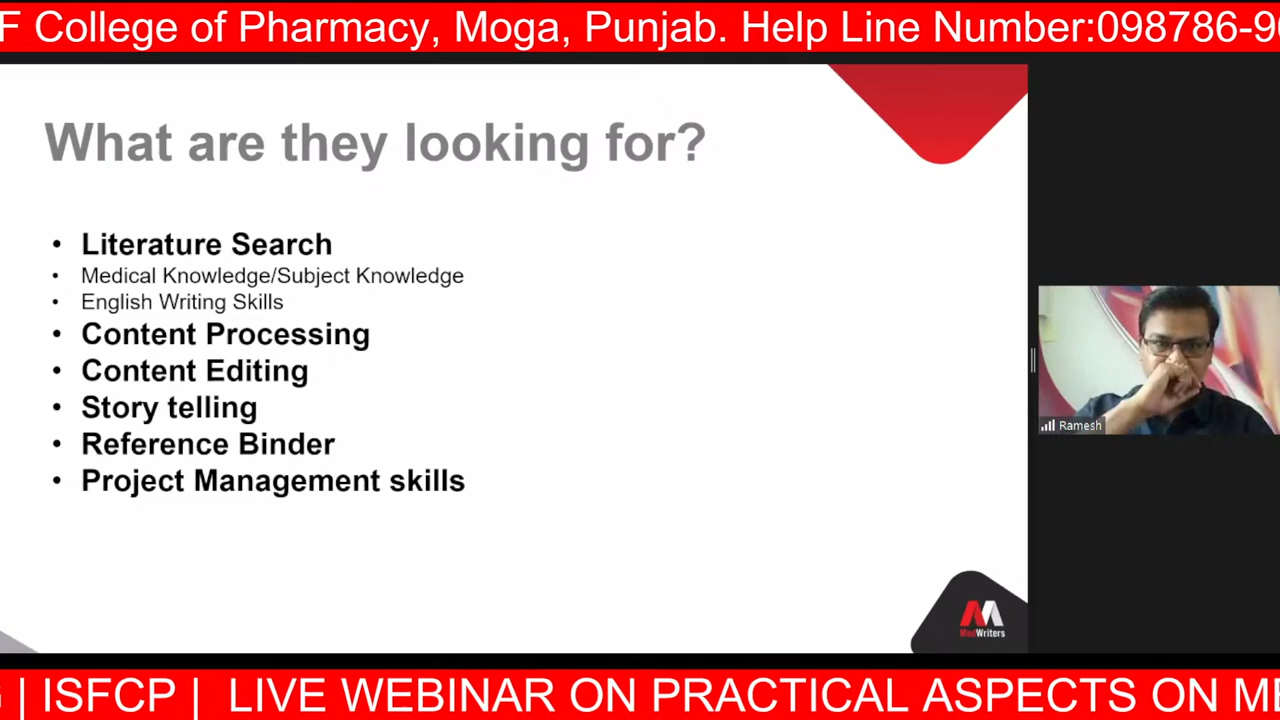 F College of Pharmacy, Moga, Punjab. Help Line Number:098786-90
What are they looking for?
• Literature Search
• Medical Knowledge/Subject Knowledge
• English Writing Skills
• Content Processing
• Content Editing
• Story telling
• Reference Binder
• Project Management skills
Ramesh
MedWriters
| ISFCP | LIVE WEBINAR ON PRACTICAL ASPECTS ON ME